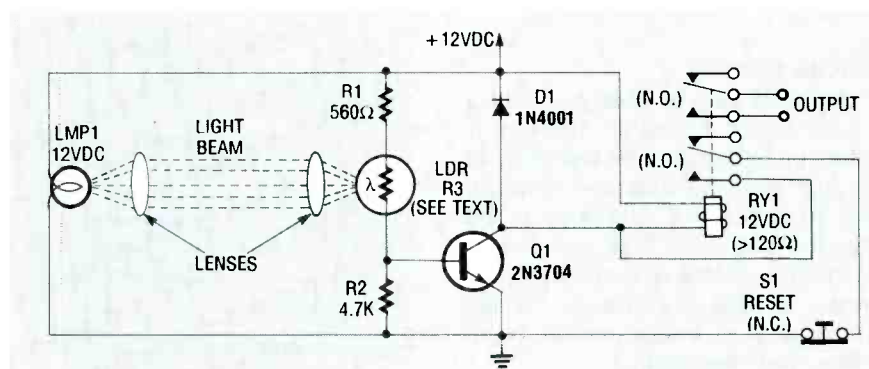 +12VDC
R1
560Ω
D1
1N4001
(N.O.)
OUTPUT
LMP1
12VDC
LIGHT
BEAM
LDR
R3
(SEE TEXT)
λ
(N.O.)
RY1
12VDC
(>120Ω)
LENSES
R2
4.7K
Q1
2N3704
S1
RESET
(N.C.)